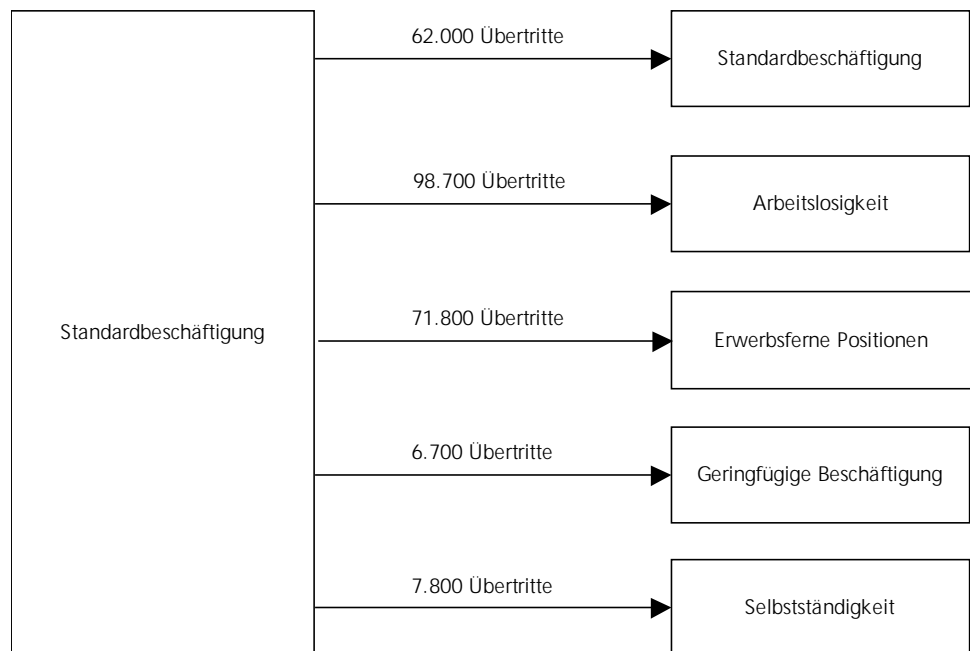 62.000 Übertritte
Standardbeschäftigung
98.700 Übertritte
Arbeitslosigkeit
71.800 Übertritte
Standardbeschäftigung
Erwerbsferne Positionen
6.700 Übertritte
Geringfügige Beschäftigung
7.800 Übertritte
Selbstständigkeit